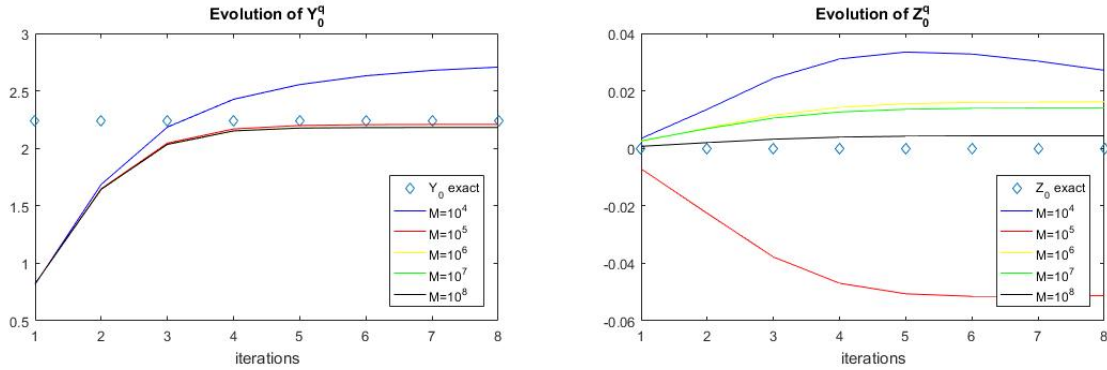 Evolution of Y₀^q
3
2.5
2
1.5
1
0.5
1 2 3 4 5 6 7 8
iterations
Y₀ exact
M=10⁴
M=10⁵
M=10⁶
M=10⁷
M=10⁸
Evolution of Z₀^q
0.04
0.02
0
-0.02
-0.04
-0.06
1 2 3 4 5 6 7 8
iterations
Z₀ exact
M=10⁴
M=10⁵
M=10⁶
M=10⁷
M=10⁸